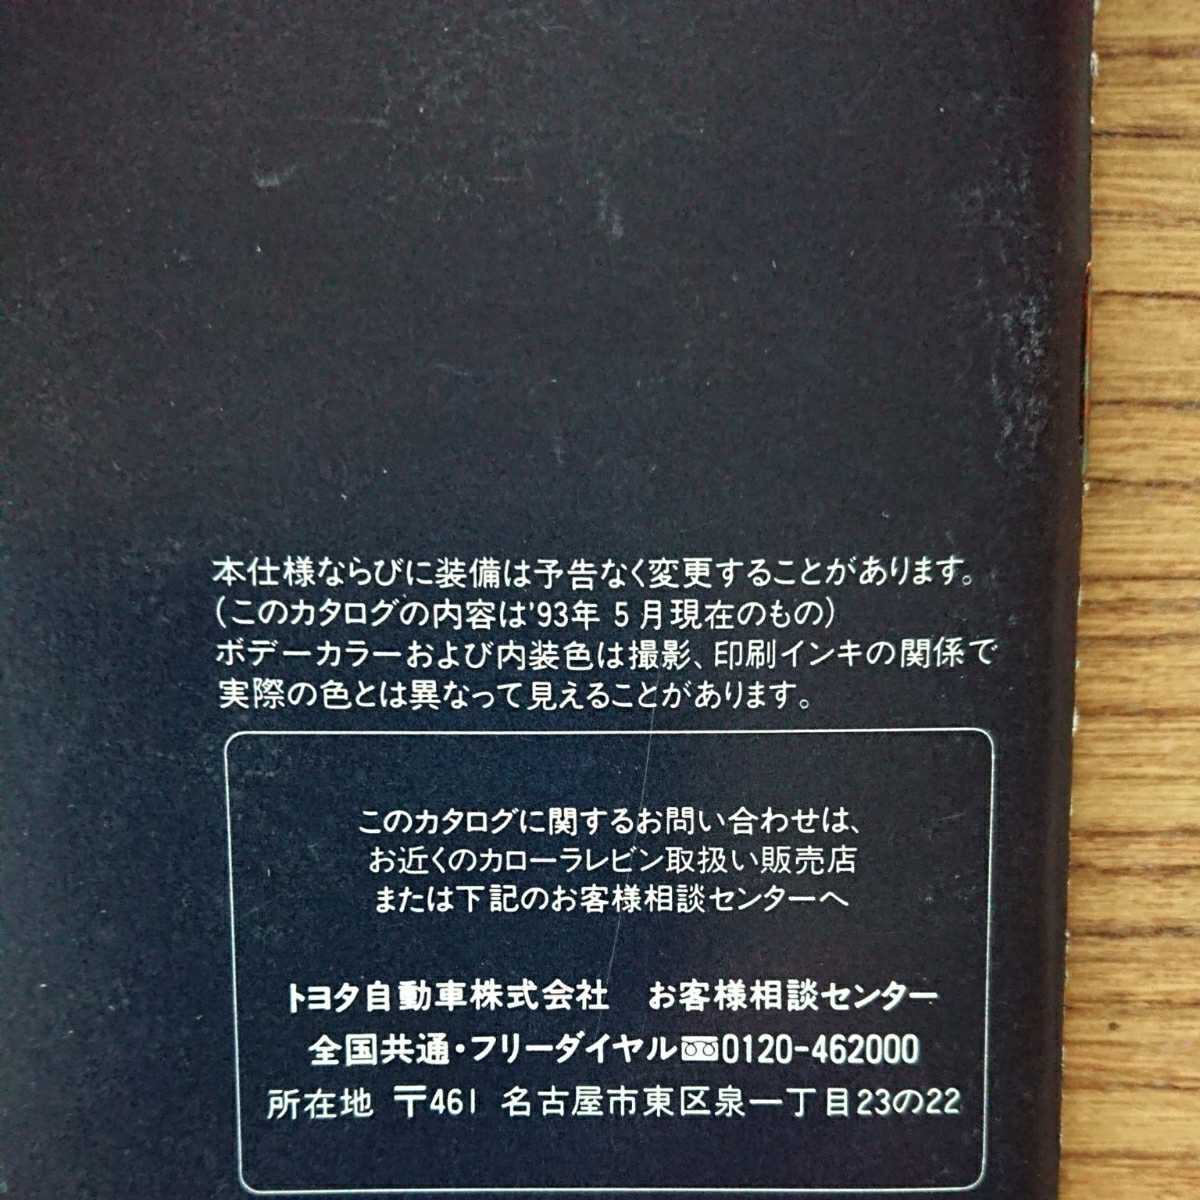 本仕様ならびに装備は予告なく変更することがあります。
(このカタログの内容は'93年 5月現在のもの)
ボデーカラーおよび内装色は撮影、印刷インキの関係で
実際の色とは異なって見えることがあります。
このカタログに関するお問い合わせは、
お近くのカローラレビン取扱い販売店
または下記のお客様相談センターへ
トヨタ自動車株式会社　お客様相談センター
全国共通・フリーダイヤル 0120-462000
所在地 〒461 名古屋市東区泉一丁目23の22